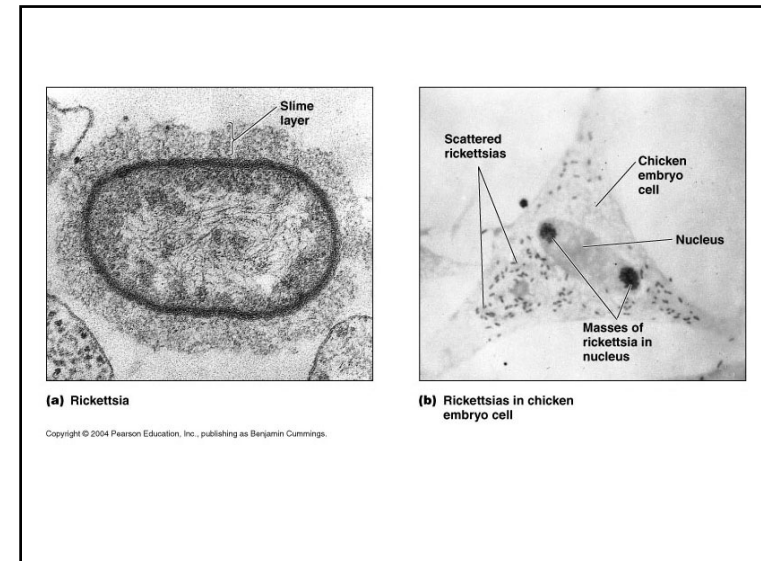 Slime
layer
Scattered
rickettsias
Chicken
embryo
cell
Nucleus
Masses of
rickettsia in
nucleus
(a) Rickettsia
(b) Rickettsias in chicken
embryo cell
Copyright © 2004 Pearson Education, Inc., publishing as Benjamin Cummings.